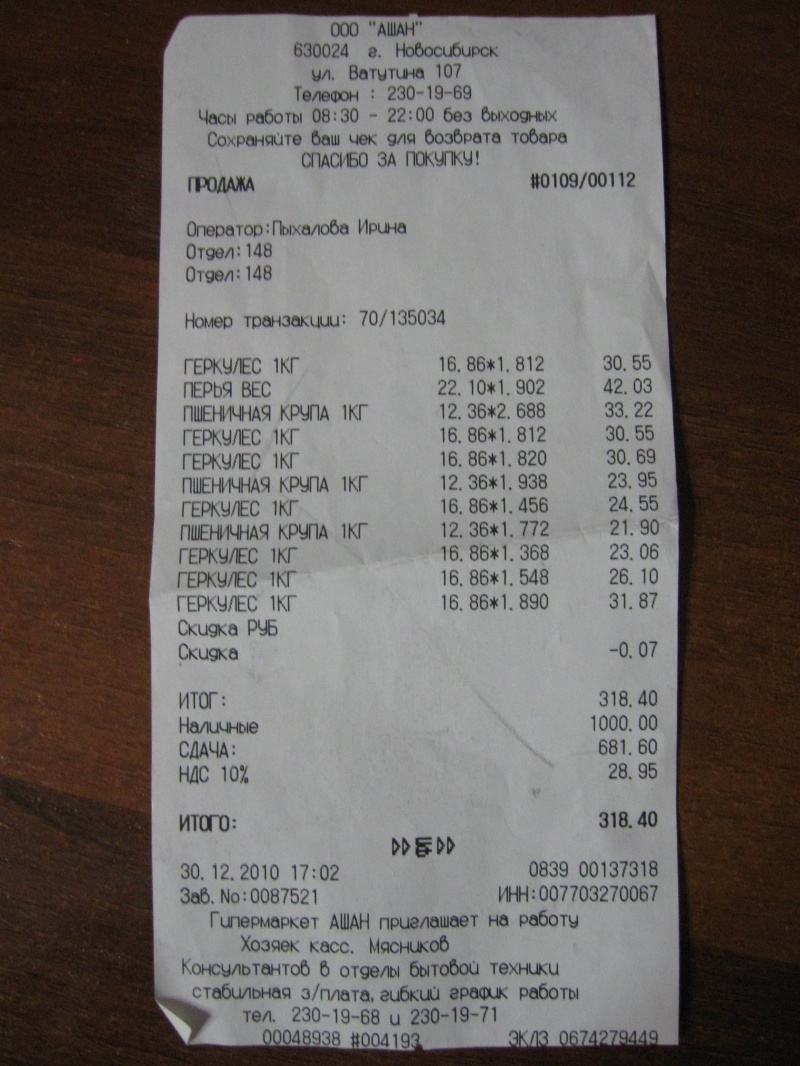 ООО "АШАН"
630024 г. Новосибирск
ул. Ватутина 107
Телефон : 230-19-69
Часы работы 08:30 - 22:00 без выходных
Сохраняйте ваш чек для возврата товара
СПАСИБО ЗА ПОКУПКУ!
ПРОДАЖА #0109/00112
Оператор:Пыхалова Ирина
Отдел:148
Отдел:148
Номер транзакции: 70/135034
ГЕРКУЛЕС 1КГ 16.86*1.812 30.55
ПЕРЬЯ ВЕС 22.10*1.902 42.03
ПШЕНИЧНАЯ КРУПА 1КГ 12.36*2.688 33.22
ГЕРКУЛЕС 1КГ 16.86*1.812 30.55
ГЕРКУЛЕС 1КГ 16.86*1.820 30.69
ПШЕНИЧНАЯ КРУПА 1КГ 12.36*1.938 23.95
ГЕРКУЛЕС 1КГ 16.86*1.456 24.55
ПШЕНИЧНАЯ КРУПА 1КГ 12.36*1.772 21.90
ГЕРКУЛЕС 1КГ 16.86*1.368 23.06
ГЕРКУЛЕС 1КГ 16.86*1.548 26.10
ГЕРКУЛЕС 1КГ 16.86*1.890 31.87
Скидка РУБ
Скидка -0.07
ИТОГ: 318.40
Наличные 1000.00
СДАЧА: 681.60
НДС 10% 28.95
ИТОГО: 318.40
30.12.2010 17:02 0839 00137318
Зав.No:0087521 ИНН:007703270067
Гипермаркет АШАН приглашает на работу
Хозяек касс. Мясников
Консультантов в отделы бытовой техники
стабильная з/плата,гибкий график работы
тел. 230-19-68 и 230-19-71
00048938 #004193 ЭКЛЗ 0674279449